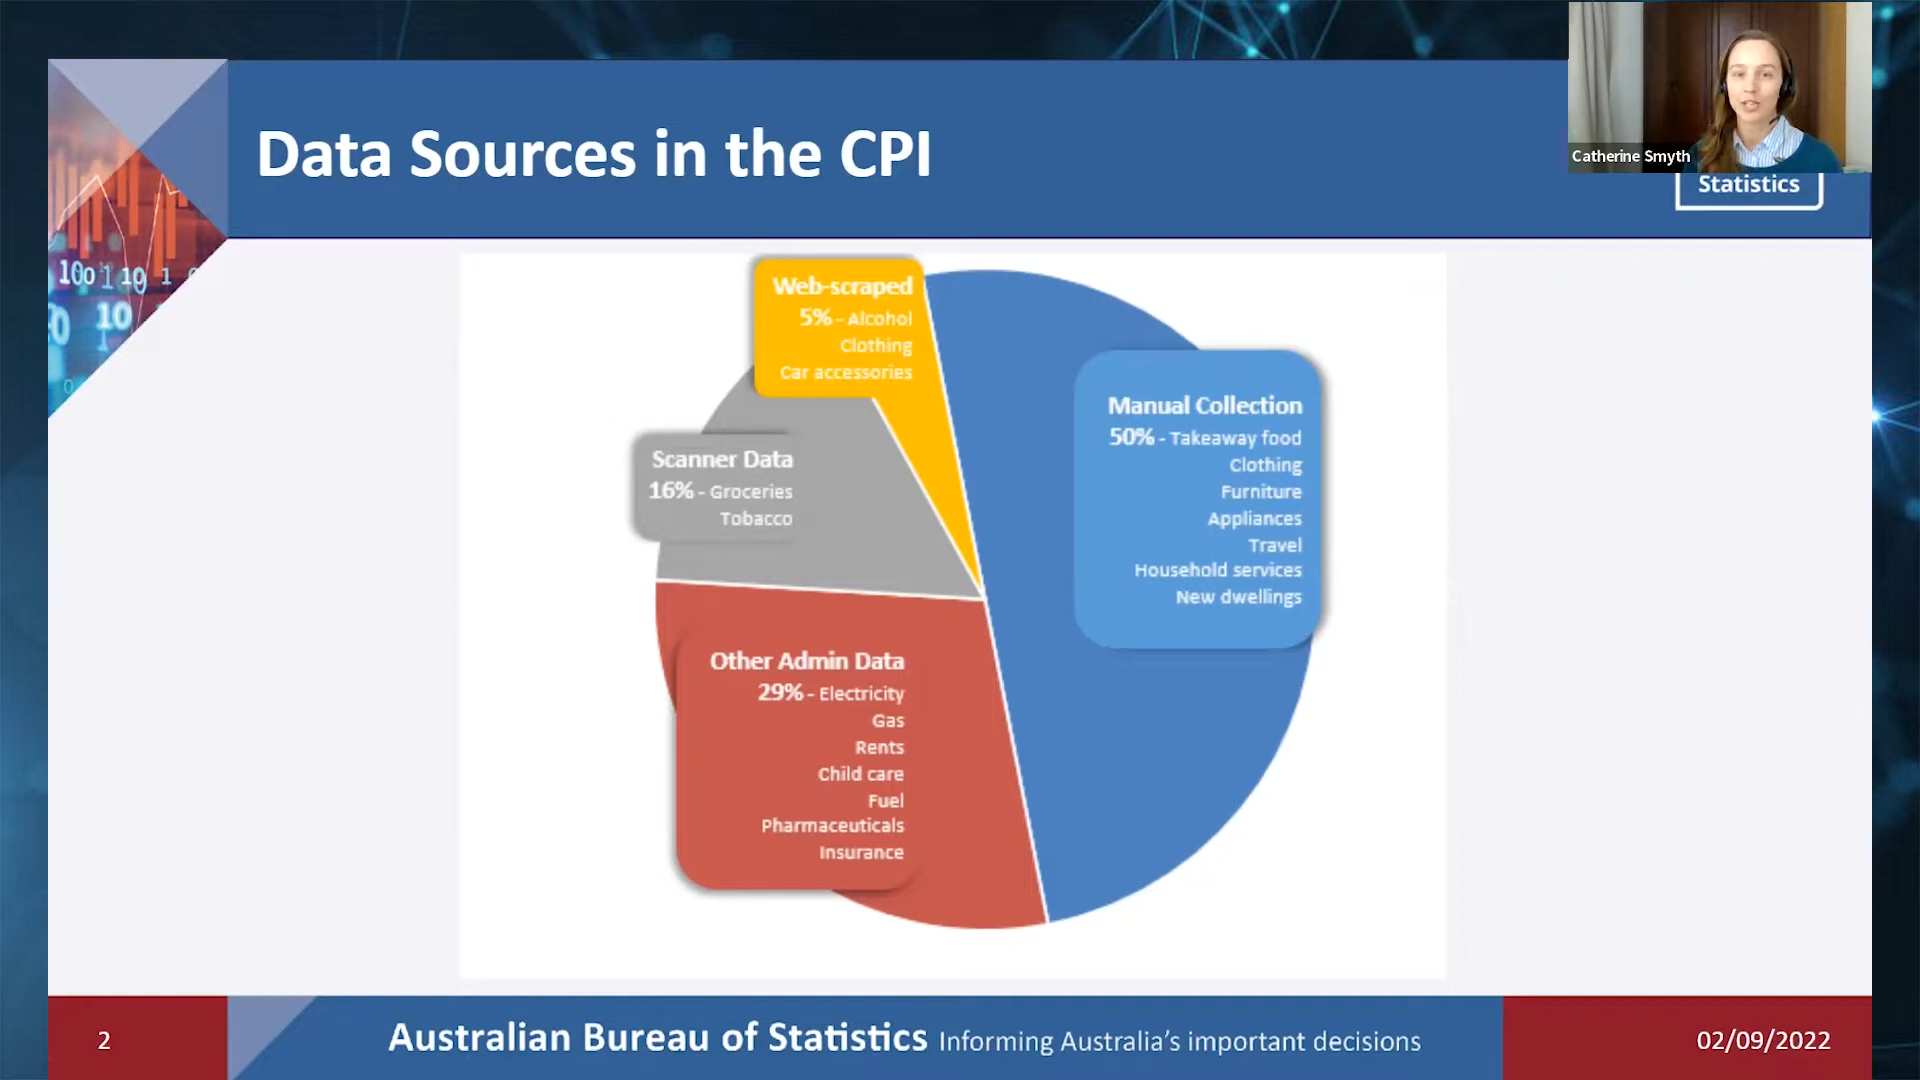 Data Sources in the CPI
Catherine Smyth
Statistics
Web-scraped
5% - Alcohol
Clothing
Car accessories
Manual Collection
50% - Takeaway food
Clothing
Furniture
Appliances
Travel
Household services
New dwellings
Scanner Data
16% - Groceries
Tobacco
Other Admin Data
29% - Electricity
Gas
Rents
Child care
Fuel
Pharmaceuticals
Insurance
2
Australian Bureau of Statistics Informing Australia's important decisions
02/09/2022